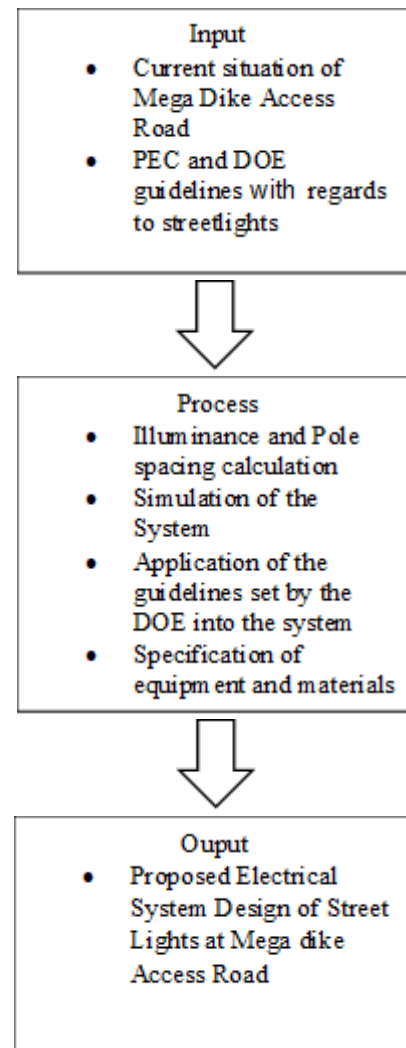 Input
• Current situation of
Mega Dike Access
Road
• PEC and DOE
guidelines with regards
to streetlights
Process
• Illuminance and Pole
spacing calculation
• Simulation of the
System
• Application of the
guidelines set by the
DOE into the system
• Specification of
equipment and materials
Ouput
• Proposed Electrical
System Design of Street
Lights at Mega dike
Access Road